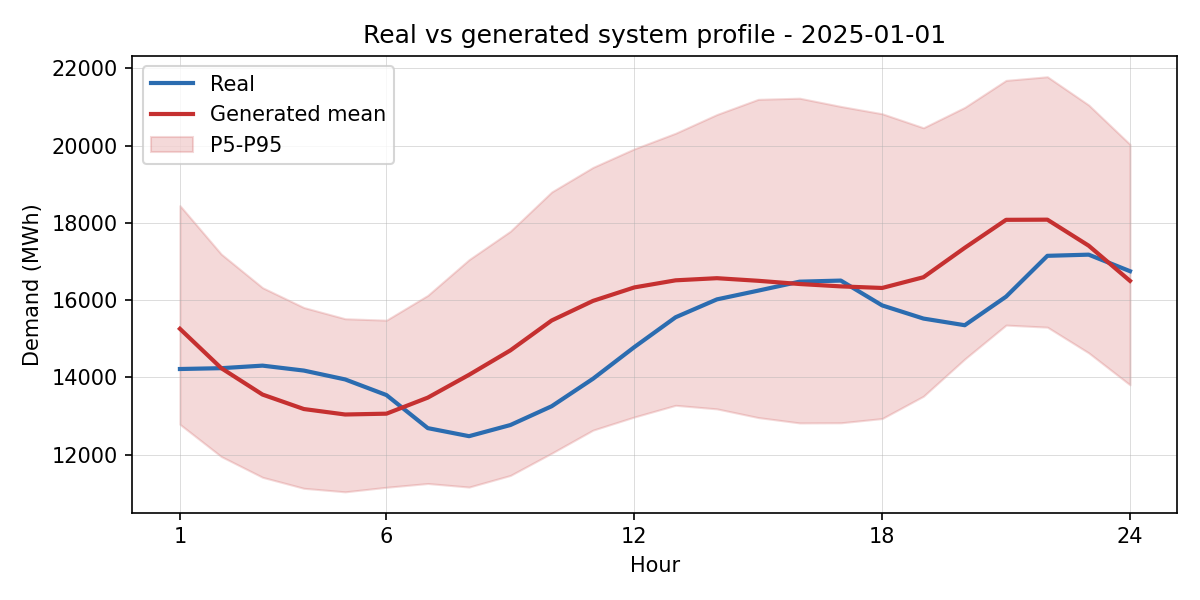 Real vs generated system profile - 2025-01-01
Real
Generated mean
P5-P95
Demand (MWh)
22000
20000
18000
16000
14000
12000
1 6 12 18 24
Hour